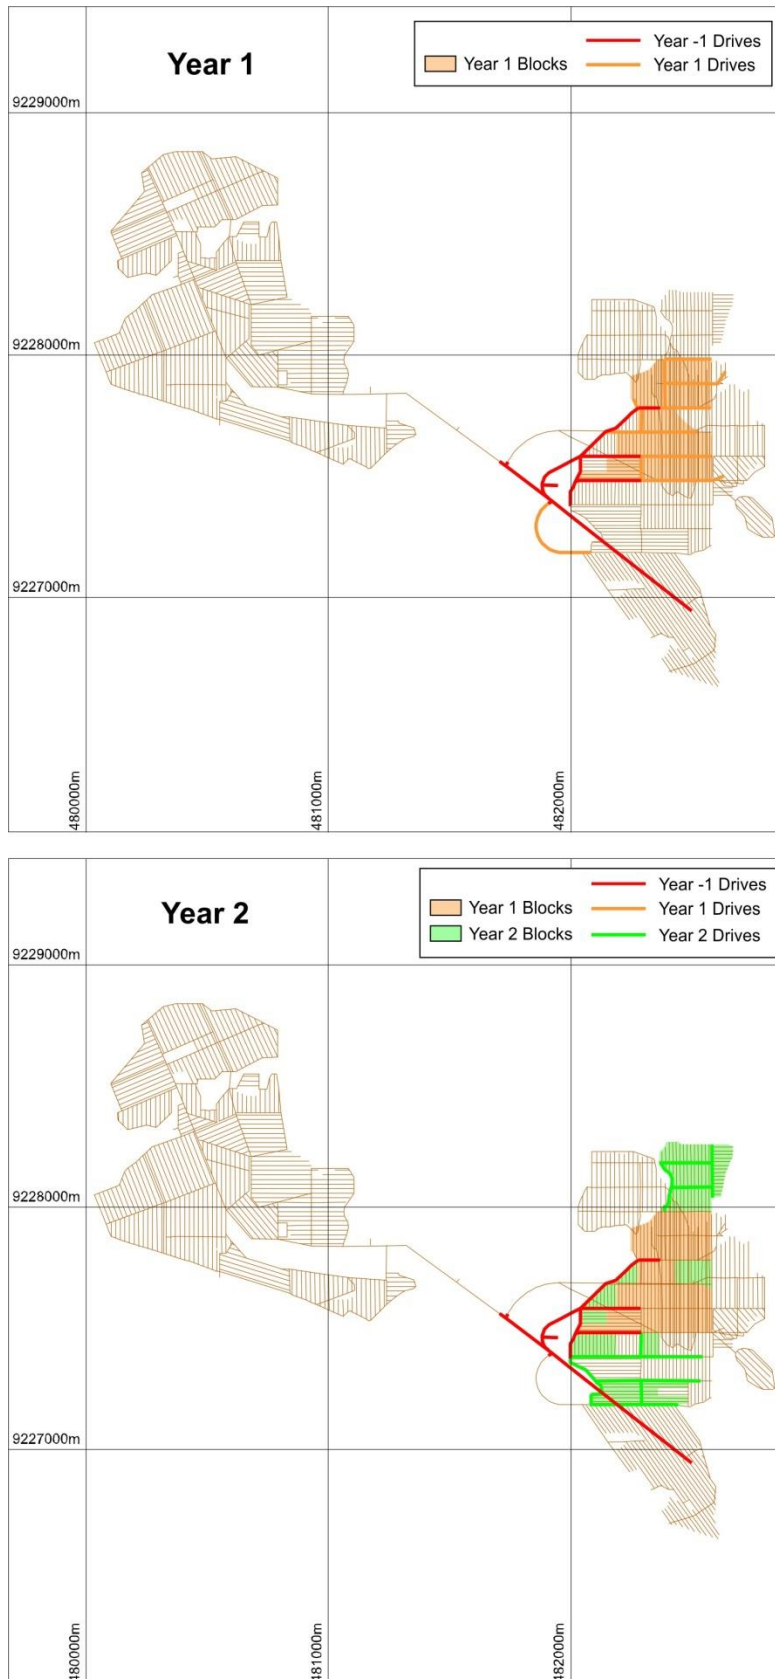 Year 1
Year -1 Drives
Year 1 Blocks
Year 1 Drives
9229000m
9228000m
9227000m
480000m
481000m
482000m
Year 2
Year -1 Drives
Year 1 Blocks
Year 1 Drives
Year 2 Blocks
Year 2 Drives
9229000m
9228000m
9227000m
480000m
481000m
482000m